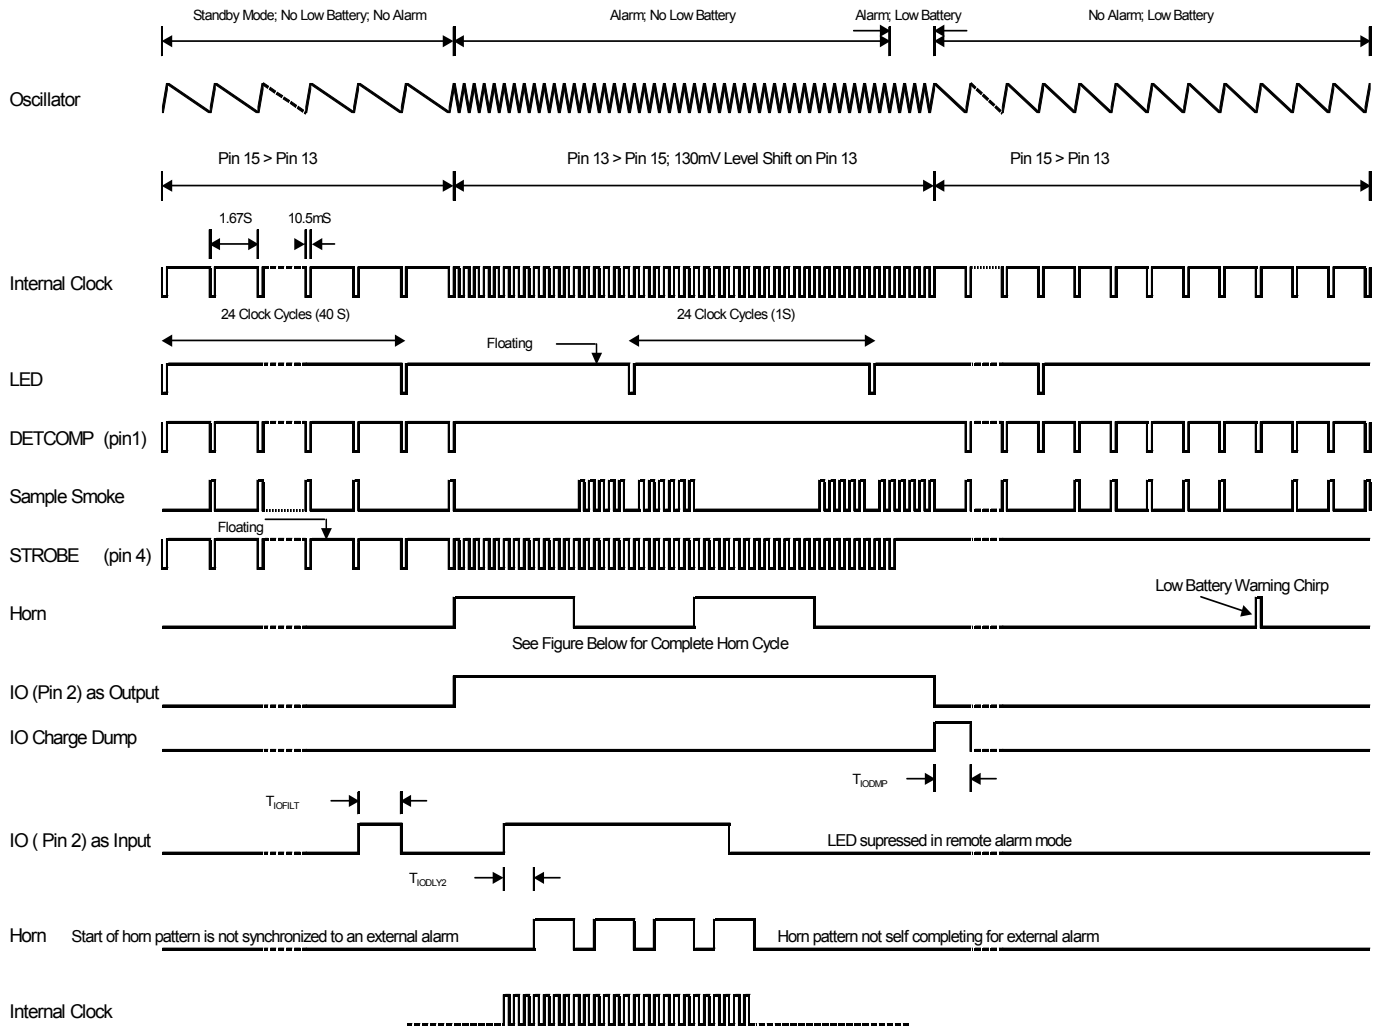 Standby Mode; No Low Battery; No Alarm
Alarm; No Low Battery
Alarm; Low Battery
No Alarm; Low Battery
Oscillator
Pin 15 > Pin 13
Pin 13 > Pin 15; 130mV Level Shift on Pin 13
Pin 15 > Pin 13
1.67S
10.5mS
Internal Clock
24 Clock Cycles (40 S)
24 Clock Cycles (1S)
Floating
LED
DETCOMP (pin1)
Sample Smoke
Floating
STROBE (pin 4)
Low Battery Warning Chirp
Horn
See Figure Below for Complete Horn Cycle
IO (Pin 2) as Output
IO Charge Dump
TIODMP
TIOFILT
IO ( Pin 2) as Input
LED supressed in remote alarm mode
TIODLY2
Horn
Start of horn pattern is not synchronized to an external alarm
Horn pattern not self completing for external alarm
Internal Clock